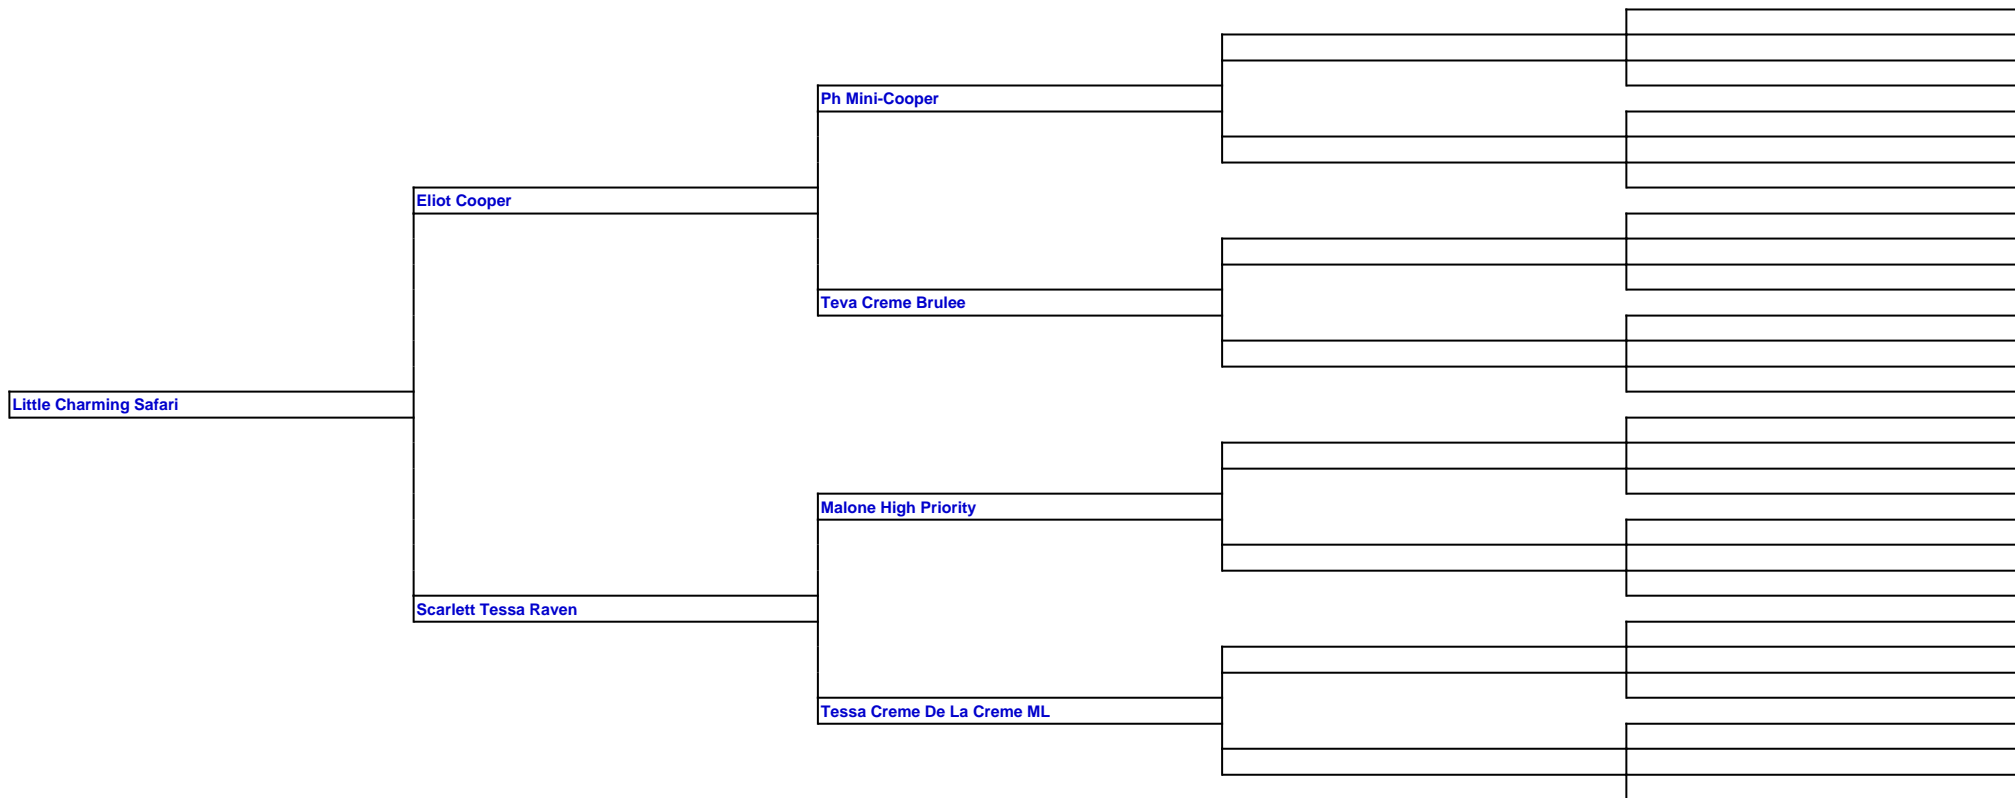 Ph Mini-Cooper
Eliot Cooper
Teva Creme Brulee
Little Charming Safari
Malone High Priority
Scarlett Tessa Raven
Tessa Creme De La Creme ML